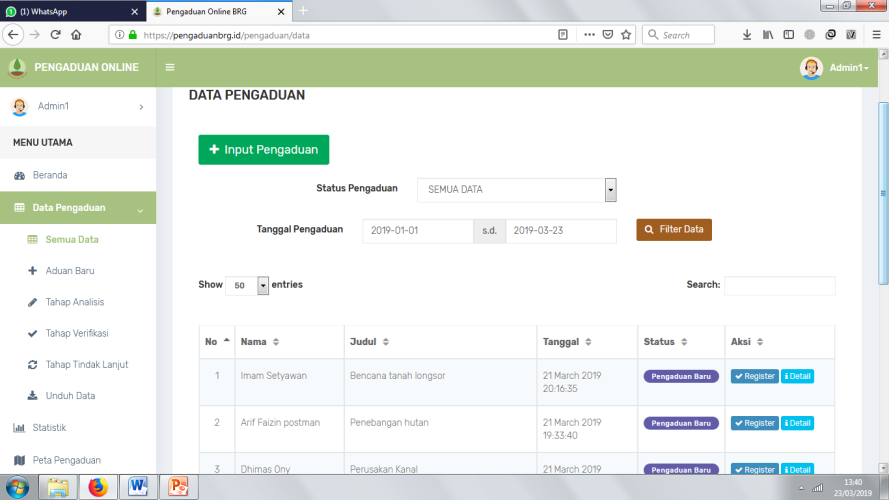 (1) WhatsApp
Pengaduan Online BRG
https://pengaduanbrg.id/pengaduan/data
Search
PENGADUAN ONLINE
Admin1
Admin1
MENU UTAMA
Beranda
Data Pengaduan
Semua Data
Aduan Baru
Tahap Analisis
Tahap Verifikasi
Tahap Tindak Lanjut
Unduh Data
Statistik
Peta Pengaduan
DATA PENGADUAN
+ Input Pengaduan
Status Pengaduan SEMUA DATA
Tanggal Pengaduan 2019-01-01 s.d. 2019-03-23 Filter Data
Show 50 entries Search:
No Nama Judul Tanggal Status Aksi
1 Imam Setyawan Bencana tanah longsor 21 March 2019 20:16:35 Pengaduan Baru Register Detail
2 Arif Faizin postman Penebangan hutan 21 March 2019 19:33:40 Pengaduan Baru Register Detail
3 Dhimas Ony Perusakan Kanal 21 March 2019 Pengaduan Baru Register Detail
13:40
23/03/2019